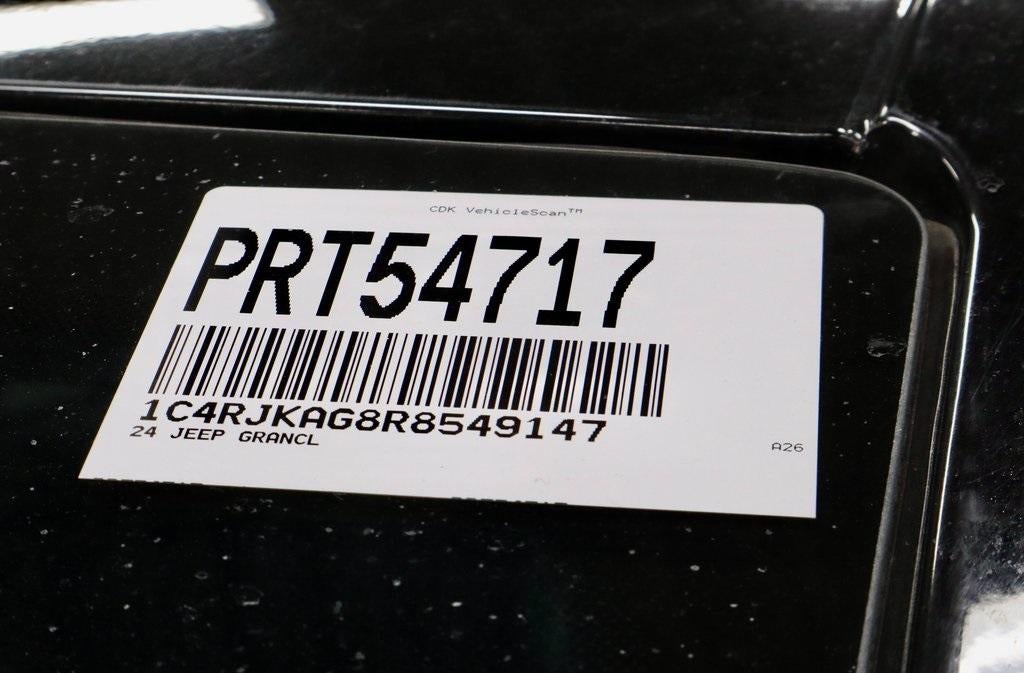 CDK VehicleScan™
PRT54717
1C4RJKAG8R8549147
24 JEEP GRANCL
A26